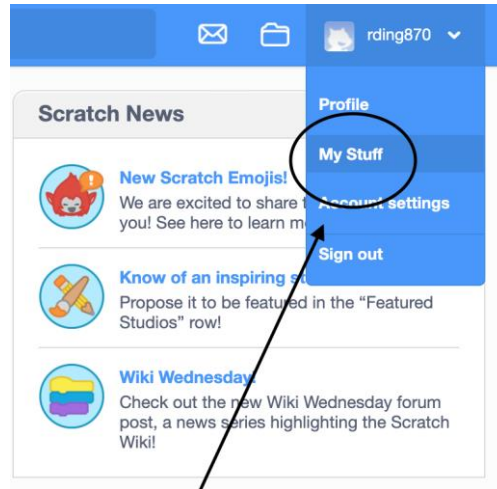 rding870
Profile
My Stuff
Account settings
Sign out
Scratch News
New Scratch Emojis!
We are excited to share
you! See here to learn
Know of an inspiring
Propose it to be featured in the "Featured
Studios" row!
Wiki Wednesday!
Check out the new Wiki Wednesday forum
post, a news series highlighting the Scratch
Wiki!